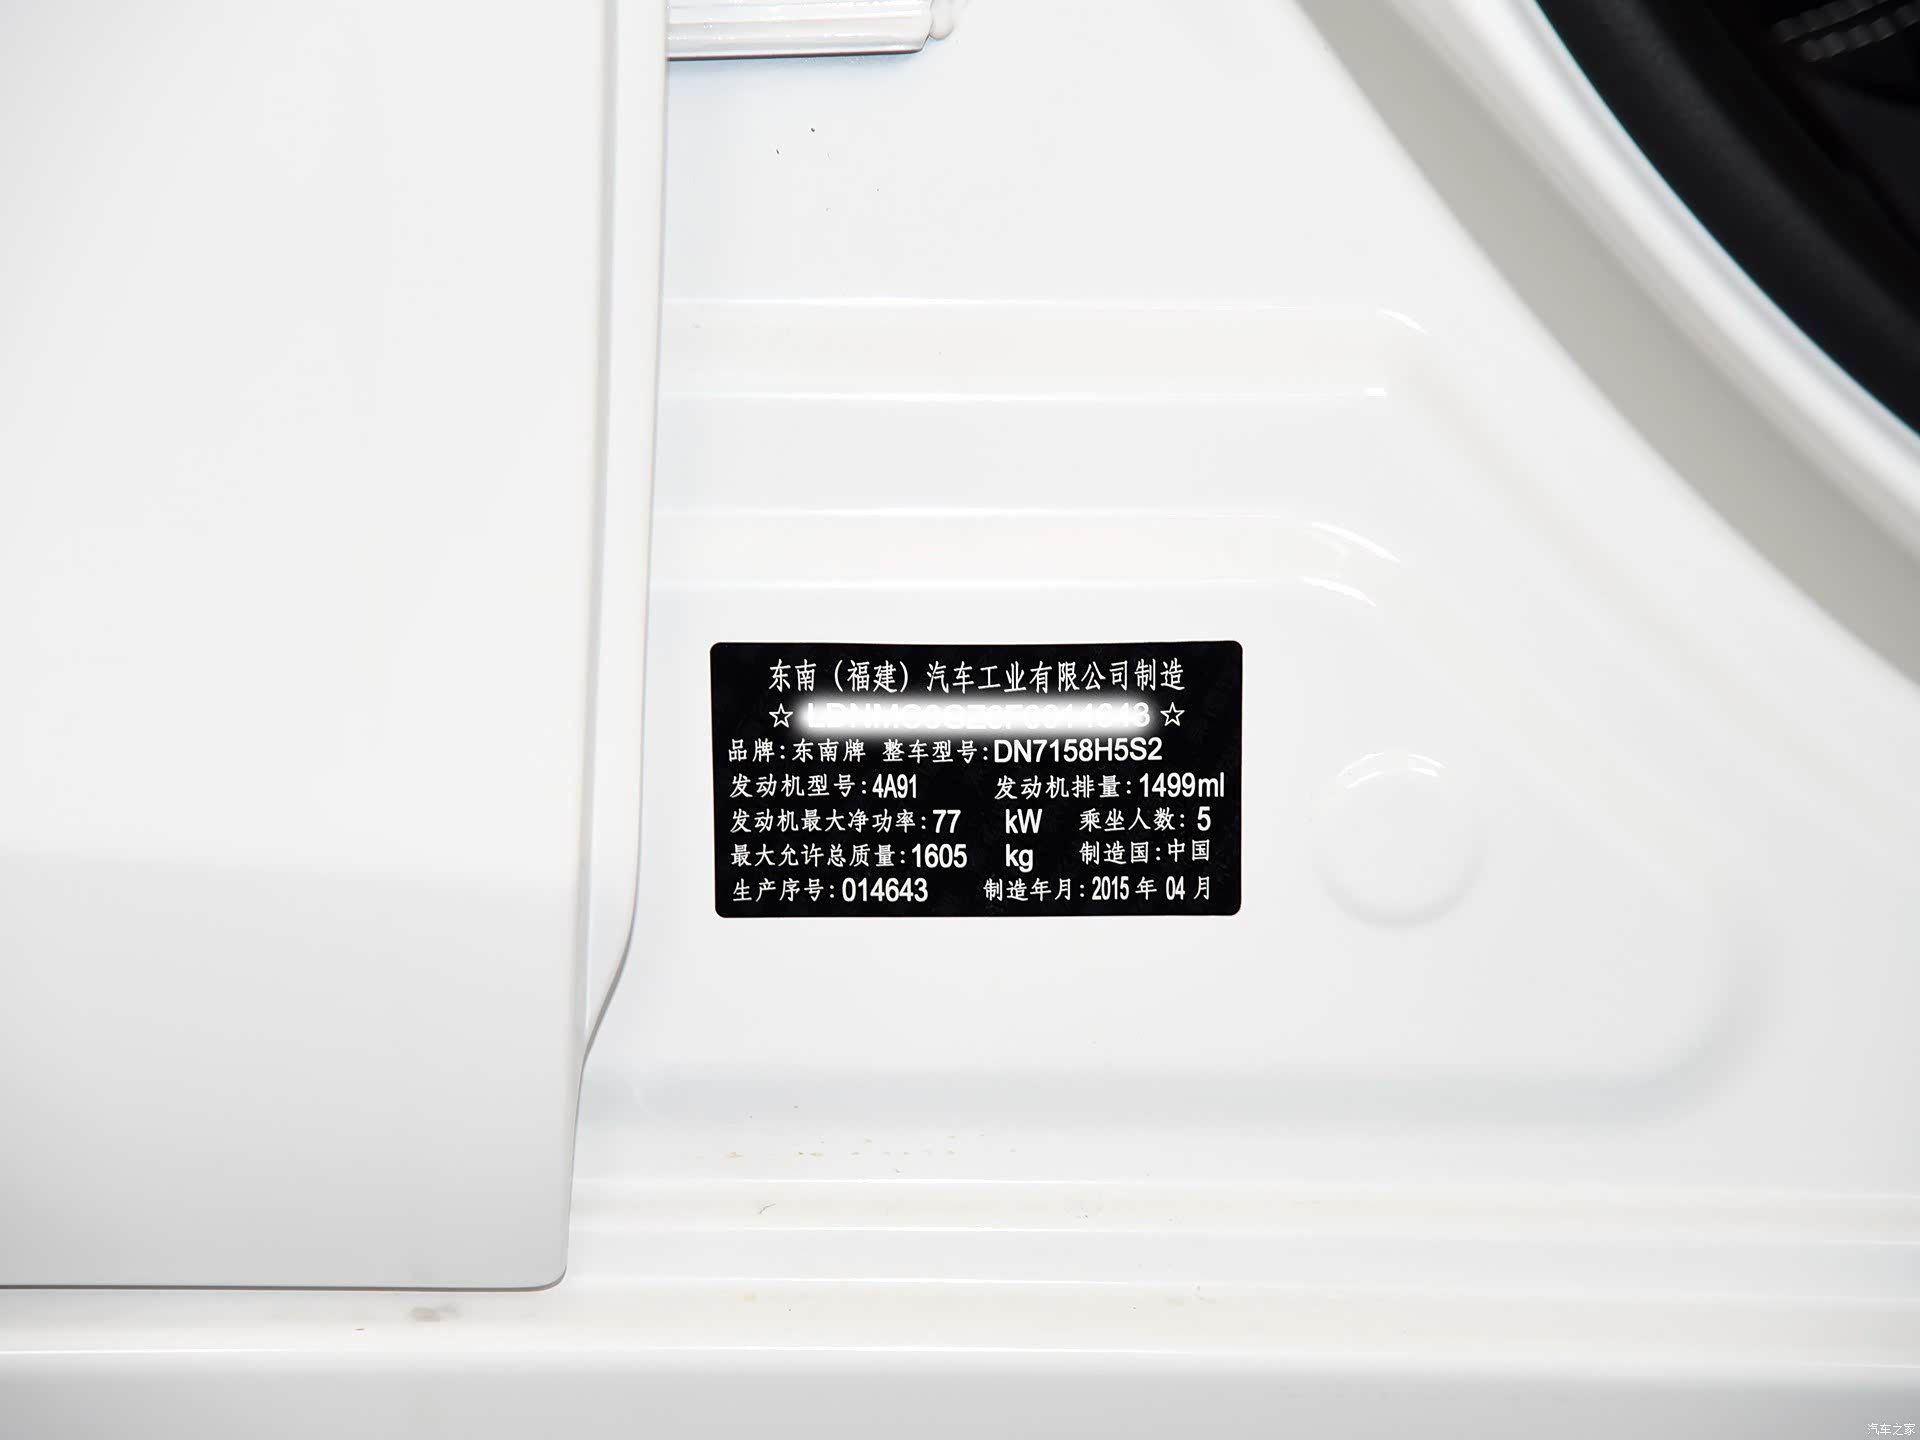 东南（福建）汽车工业有限公司制造
☆ ☆
品牌：东南牌 整车型号：DN7158H5S2
发动机型号：4A91 发动机排量：1499ml
发动机最大净功率：77 kW 乘坐人数：5
最大允许总质量：1605 kg 制造国：中国
生产序号：014643 制造年月：2015 年 04 月
汽车之家